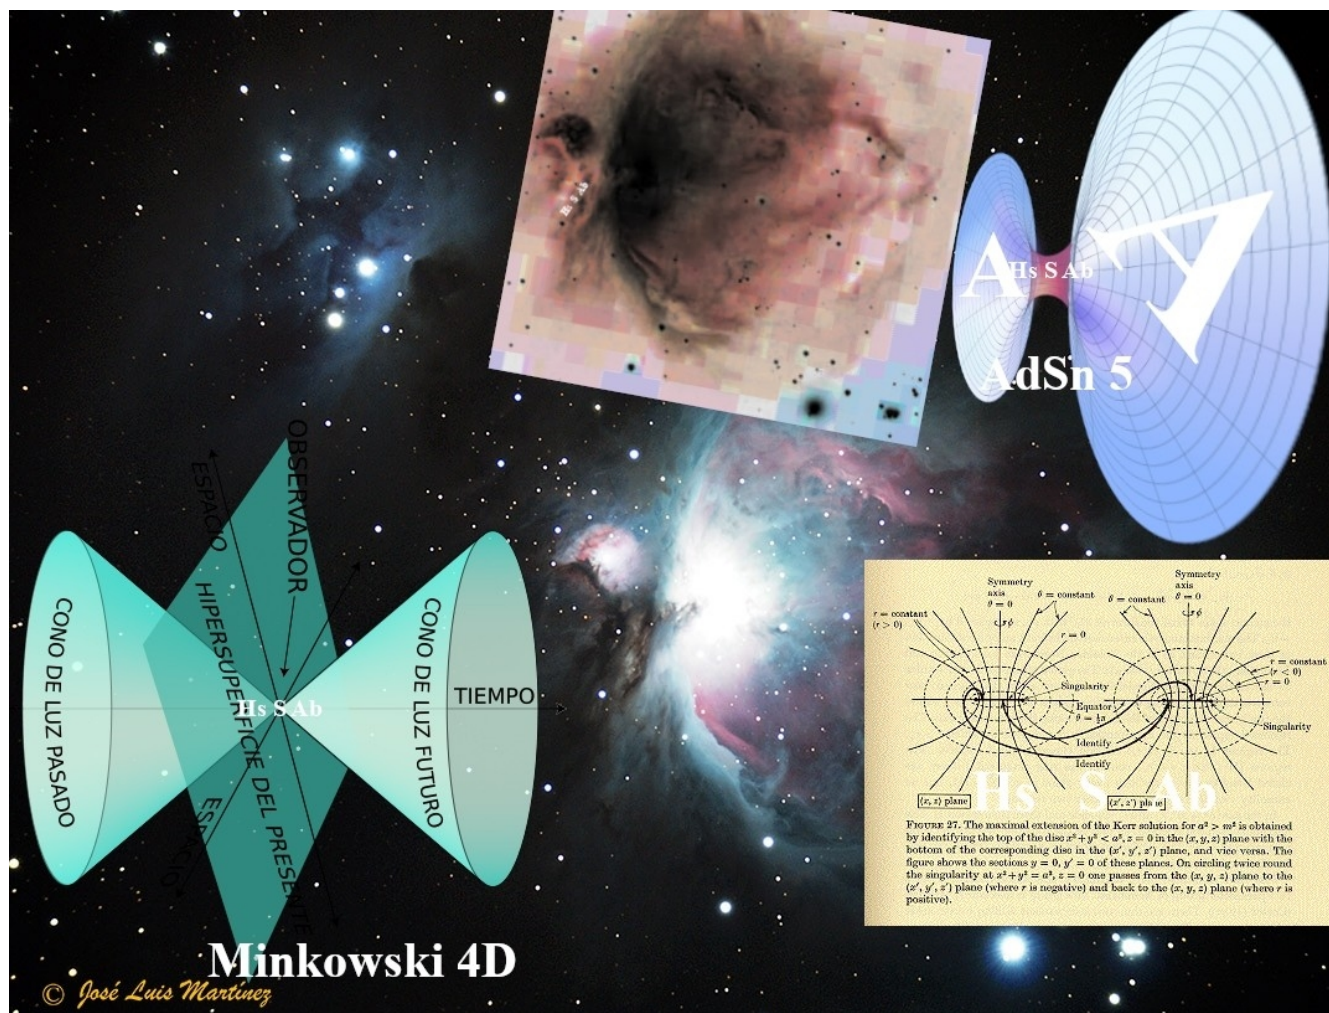 Hs S Ab
A
Hs S Ab
A
AdSn 5
OBSERVADOR
ESPACIO
HIPERSUPERFICIE DEL PRESENTE
CONO DE LUZ PASADO
CONO DE LUZ FUTURO
TIEMPO
Hs S Ab
ESPACIO
Minkowski 4D
© José Luis Martínez
Symmetry
axis
θ = 0
Symmetry
axis
θ = 0
θ = constant
θ = constant
r = constant
(r > 0)
ϕ
ϕ
r = 0
r = constant
(r < 0)
r = 0
Singularity
Equator
θ = ½π
Singularity
Identify
Identify
Hs S Ab
(x, z) plane
(x', z') plane
FIGURE 27. The maximal extension of the Kerr solution for a² > m² is obtained
by identifying the top of the disc x² + y² < a², z = 0 in the (x, y, z) plane with the
bottom of the corresponding disc in the (x', y', z') plane, and vice versa. The
figure shows the sections y = 0, y' = 0 of these planes. On circling twice round
the singularity at x² + y² = a², z = 0 one passes from the (x, y, z) plane to the
(x', y', z') plane (where r is negative) and back to the (x, y, z) plane (where r is
positive).